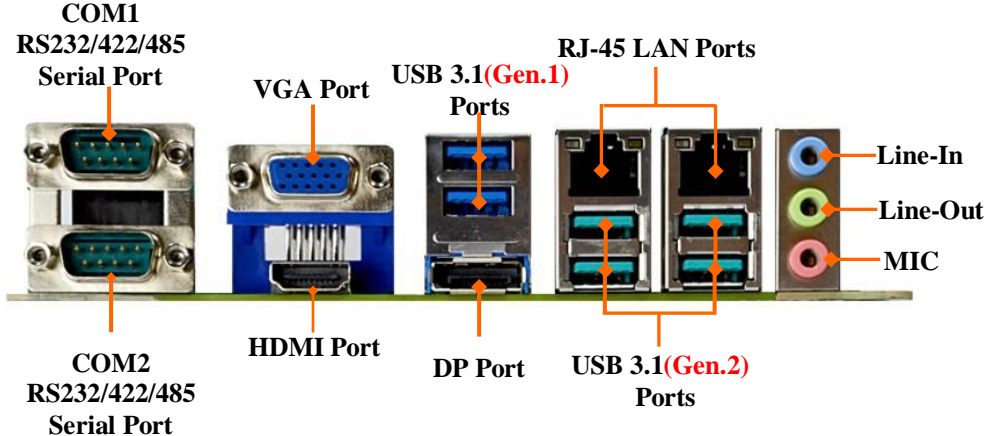 COM1
RS232/422/485
Serial Port
VGA Port
USB 3.1(Gen.1)
Ports
RJ-45 LAN Ports
Line-In
Line-Out
MIC
HDMI Port
DP Port
USB 3.1(Gen.2)
Ports
COM2
RS232/422/485
Serial Port